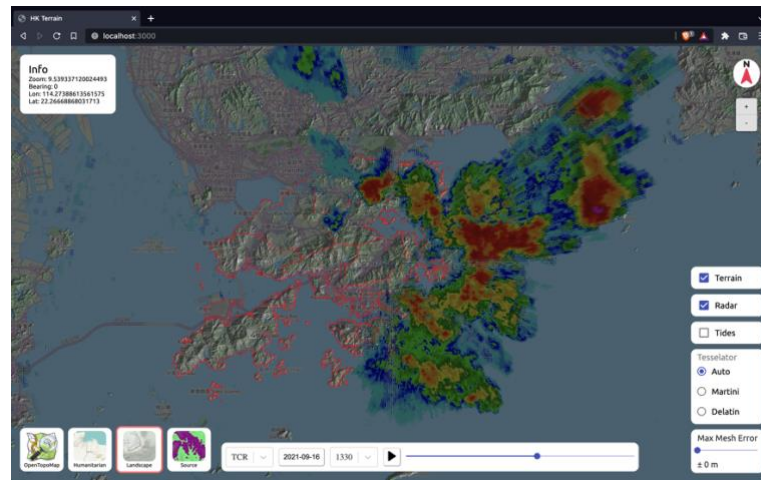 HK Terrain
localhost:3000
Info
Zoom: 9.539337120024493
Bearing: 0
Lon: 114.27388613561575
Lat: 22.26668868031713
N
+
-
Terrain
Radar
Tides
Tesselator
Auto
Martini
Delatin
Max Mesh Error
± 0 m
OpenTopoMap
Humanitarian
Landscape
Source
TCR
2021-09-16
1330